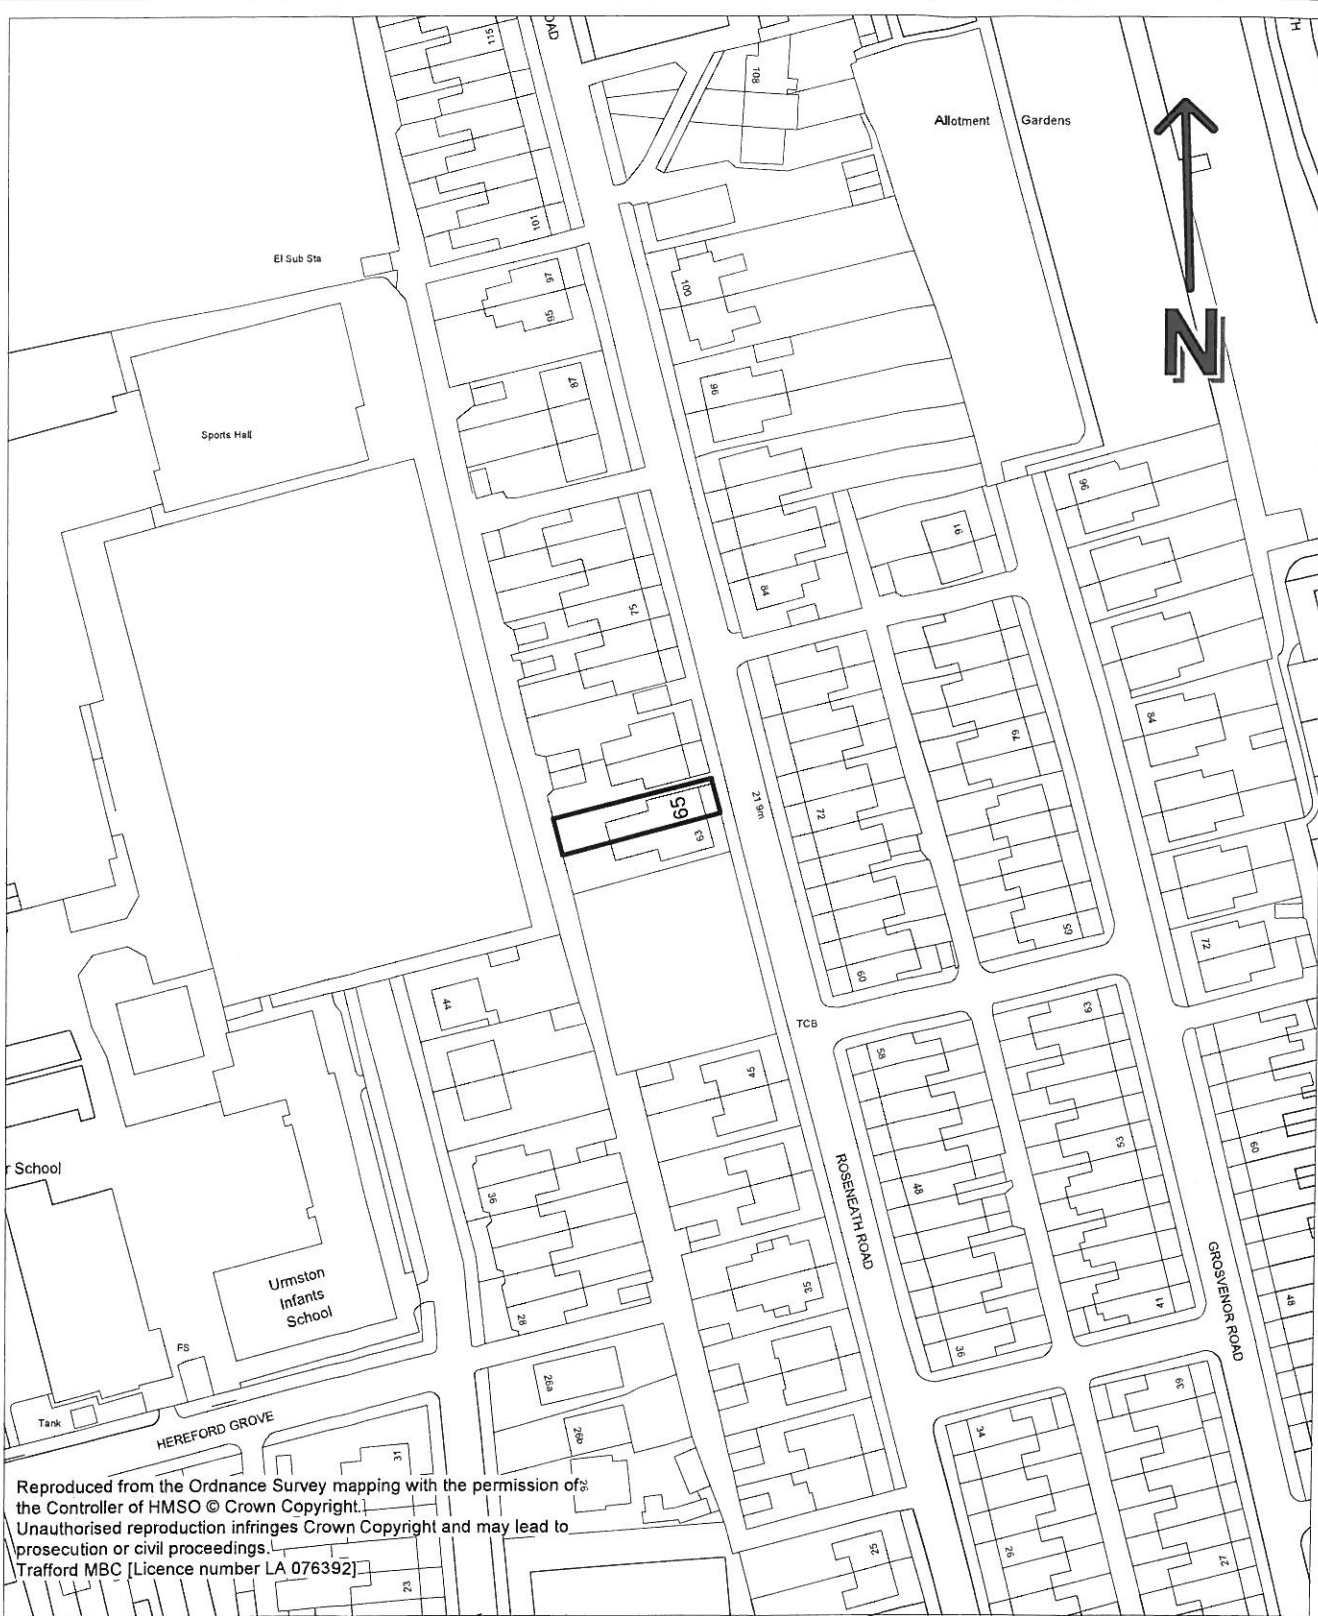 115
OAD
TH
108
Allotment Gardens
101
El Sub Sta
97
100
95
N
87
96
Sports Hall
96
91
84
75
79
84
21.9m
72
65
63
65
72
44
60
63
TCB
58
45
53
60
r School
36
48
ROSENEATH ROAD
GROSVENOR ROAD
Urmston
Infants
School
35
41
48
28
36
FS
26a
39
Tank
HEREFORD GROVE
26b
34
31
Reproduced from the Ordnance Survey mapping with the permission of
26
the Controller of HMSO © Crown Copyright.
Unauthorised reproduction infringes Crown Copyright and may lead to
prosecution or civil proceedings.
Trafford MBC [Licence number LA 076392]
25
26
27
23